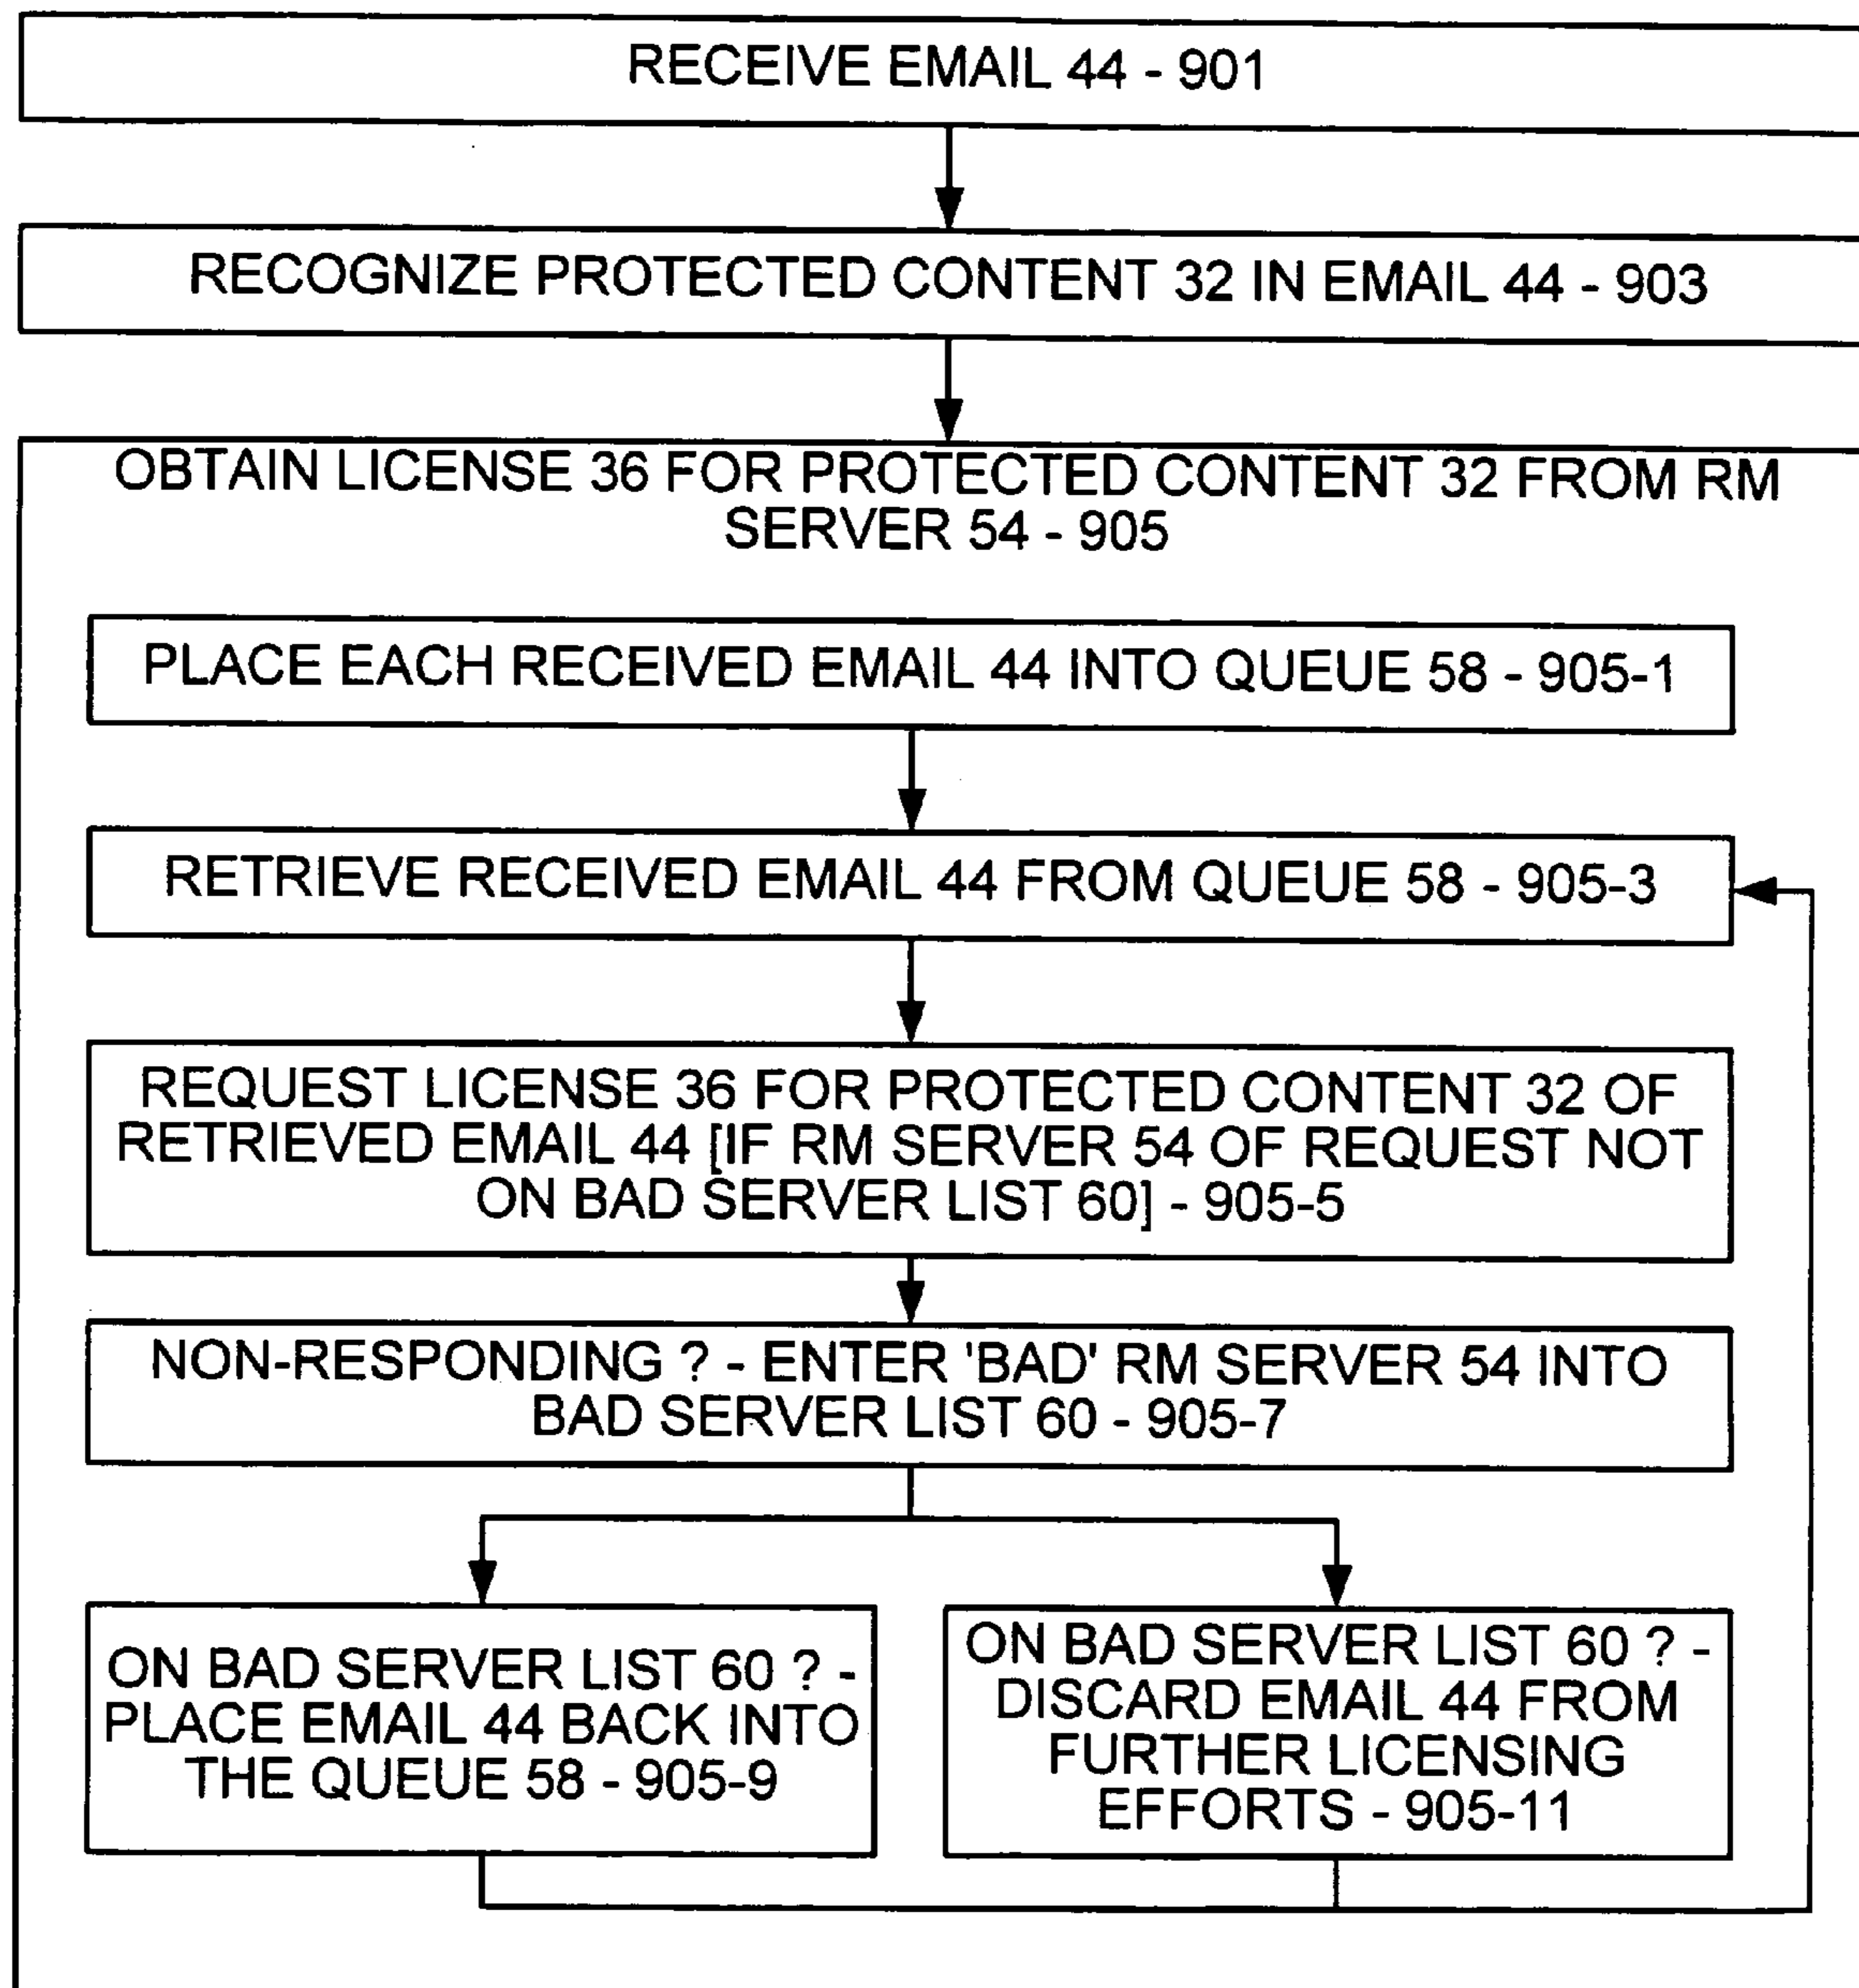 RECEIVE EMAIL 44 - 901
RECOGNIZE PROTECTED CONTENT 32 IN EMAIL 44 - 903
OBTAIN LICENSE 36 FOR PROTECTED CONTENT 32 FROM RM
SERVER 54 - 905
PLACE EACH RECEIVED EMAIL 44 INTO QUEUE 58 - 905-1
RETRIEVE RECEIVED EMAIL 44 FROM QUEUE 58 - 905-3
REQUEST LICENSE 36 FOR PROTECTED CONTENT 32 OF
RETRIEVED EMAIL 44 [IF RM SERVER 54 OF REQUEST NOT
ON BAD SERVER LIST 60] - 905-5
NON-RESPONDING ? - ENTER 'BAD' RM SERVER 54 INTO
BAD SERVER LIST 60 - 905-7
ON BAD SERVER LIST 60 ? -
PLACE EMAIL 44 BACK INTO
THE QUEUE 58 - 905-9
ON BAD SERVER LIST 60 ? -
DISCARD EMAIL 44 FROM
FURTHER LICENSING
EFFORTS - 905-11